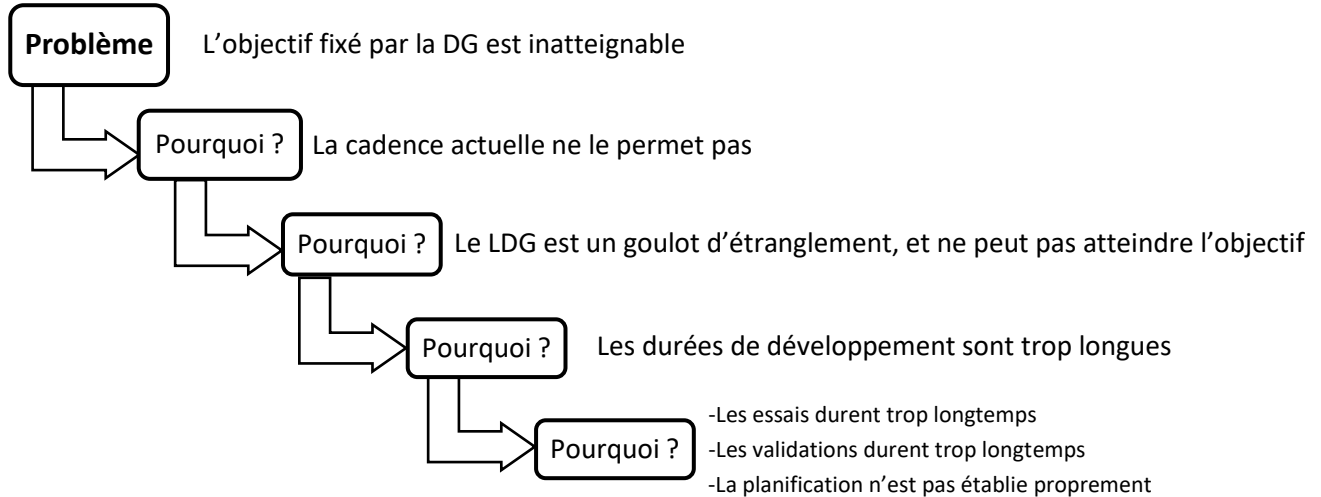 Problème L’objectif fixé par la DG est inatteignable
Pourquoi ? La cadence actuelle ne le permet pas
Pourquoi ? Le LDG est un goulot d’étranglement, et ne peut pas atteindre l’objectif
Pourquoi ? Les durées de développement sont trop longues
-Les essais durent trop longtemps
Pourquoi ? -Les validations durent trop longtemps
-La planification n’est pas établie proprement